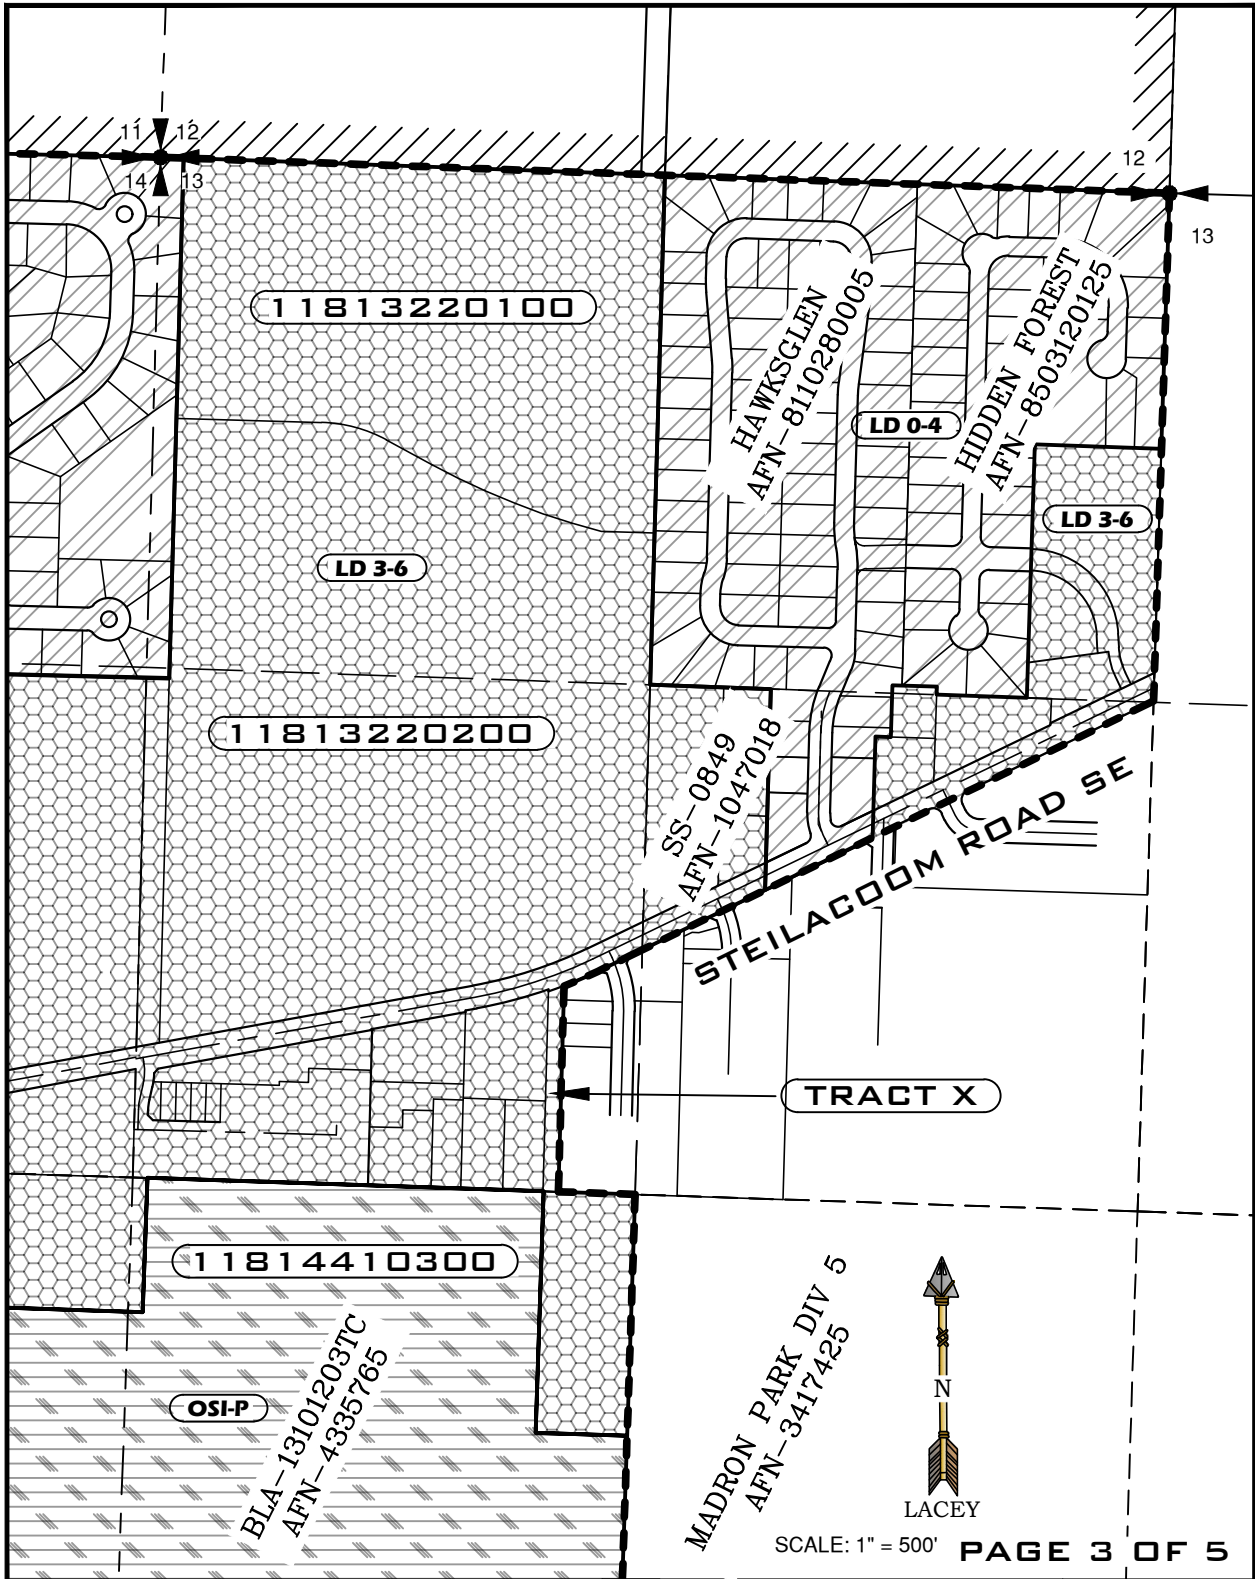 11 12
14 13
12
13
11813220100
HAWKSGLEN
AFN-8110280005
HIDDEN FOREST
AFN-8503120125
LD 0-4
LD 3-6
LD 3-6
11813220200
SS-0849
AFN-1047018
STEILACOOM ROAD SE
TRACT X
11814410300
BLA-13101203TC
AFN-4335765
OSI-P
MADRON PARK DIV 5
AFN-3417425
N
LACEY
SCALE: 1" = 500'
PAGE 3 OF 5